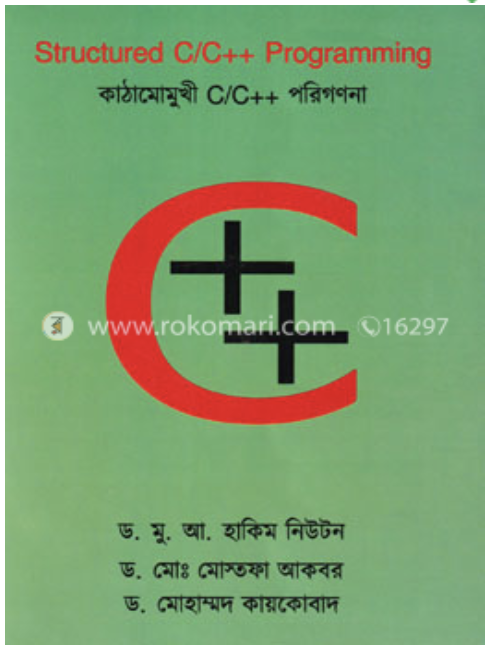 Structured C/C++ Programming
কাঠামোমুখী C/C++ পরিগণনা
C++
www.rokomari.com 16297
ড. মু. আ. হাকিম নিউটন
ড. মোঃ মোস্তফা আকবর
ড. মোহাম্মদ কায়কোবাদ